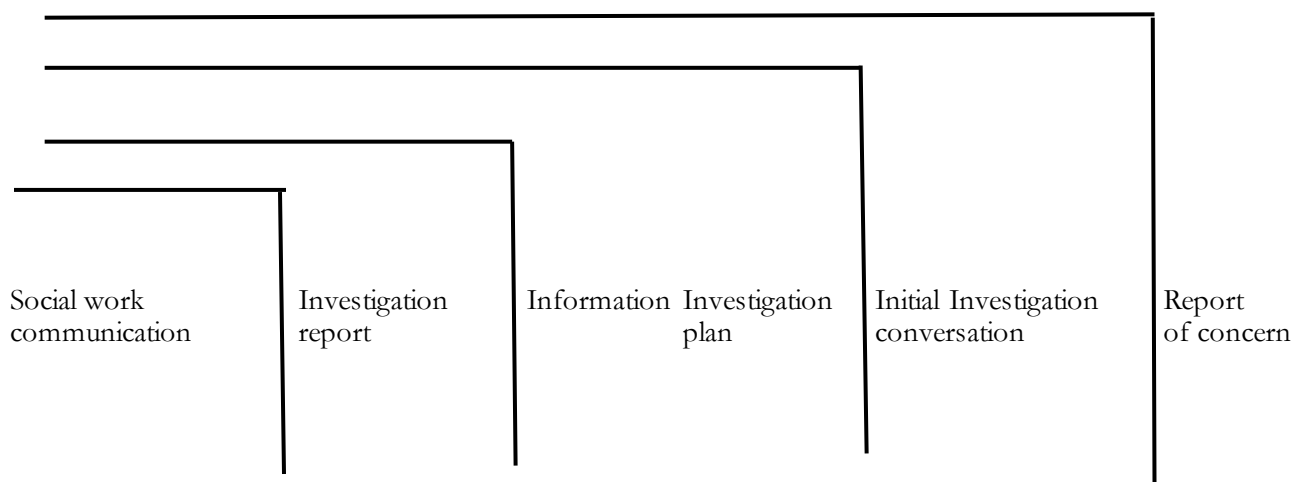 Social work
communication
Investigation
report
Information
Investigation
plan
Initial Investigation
conversation
Report
of concern